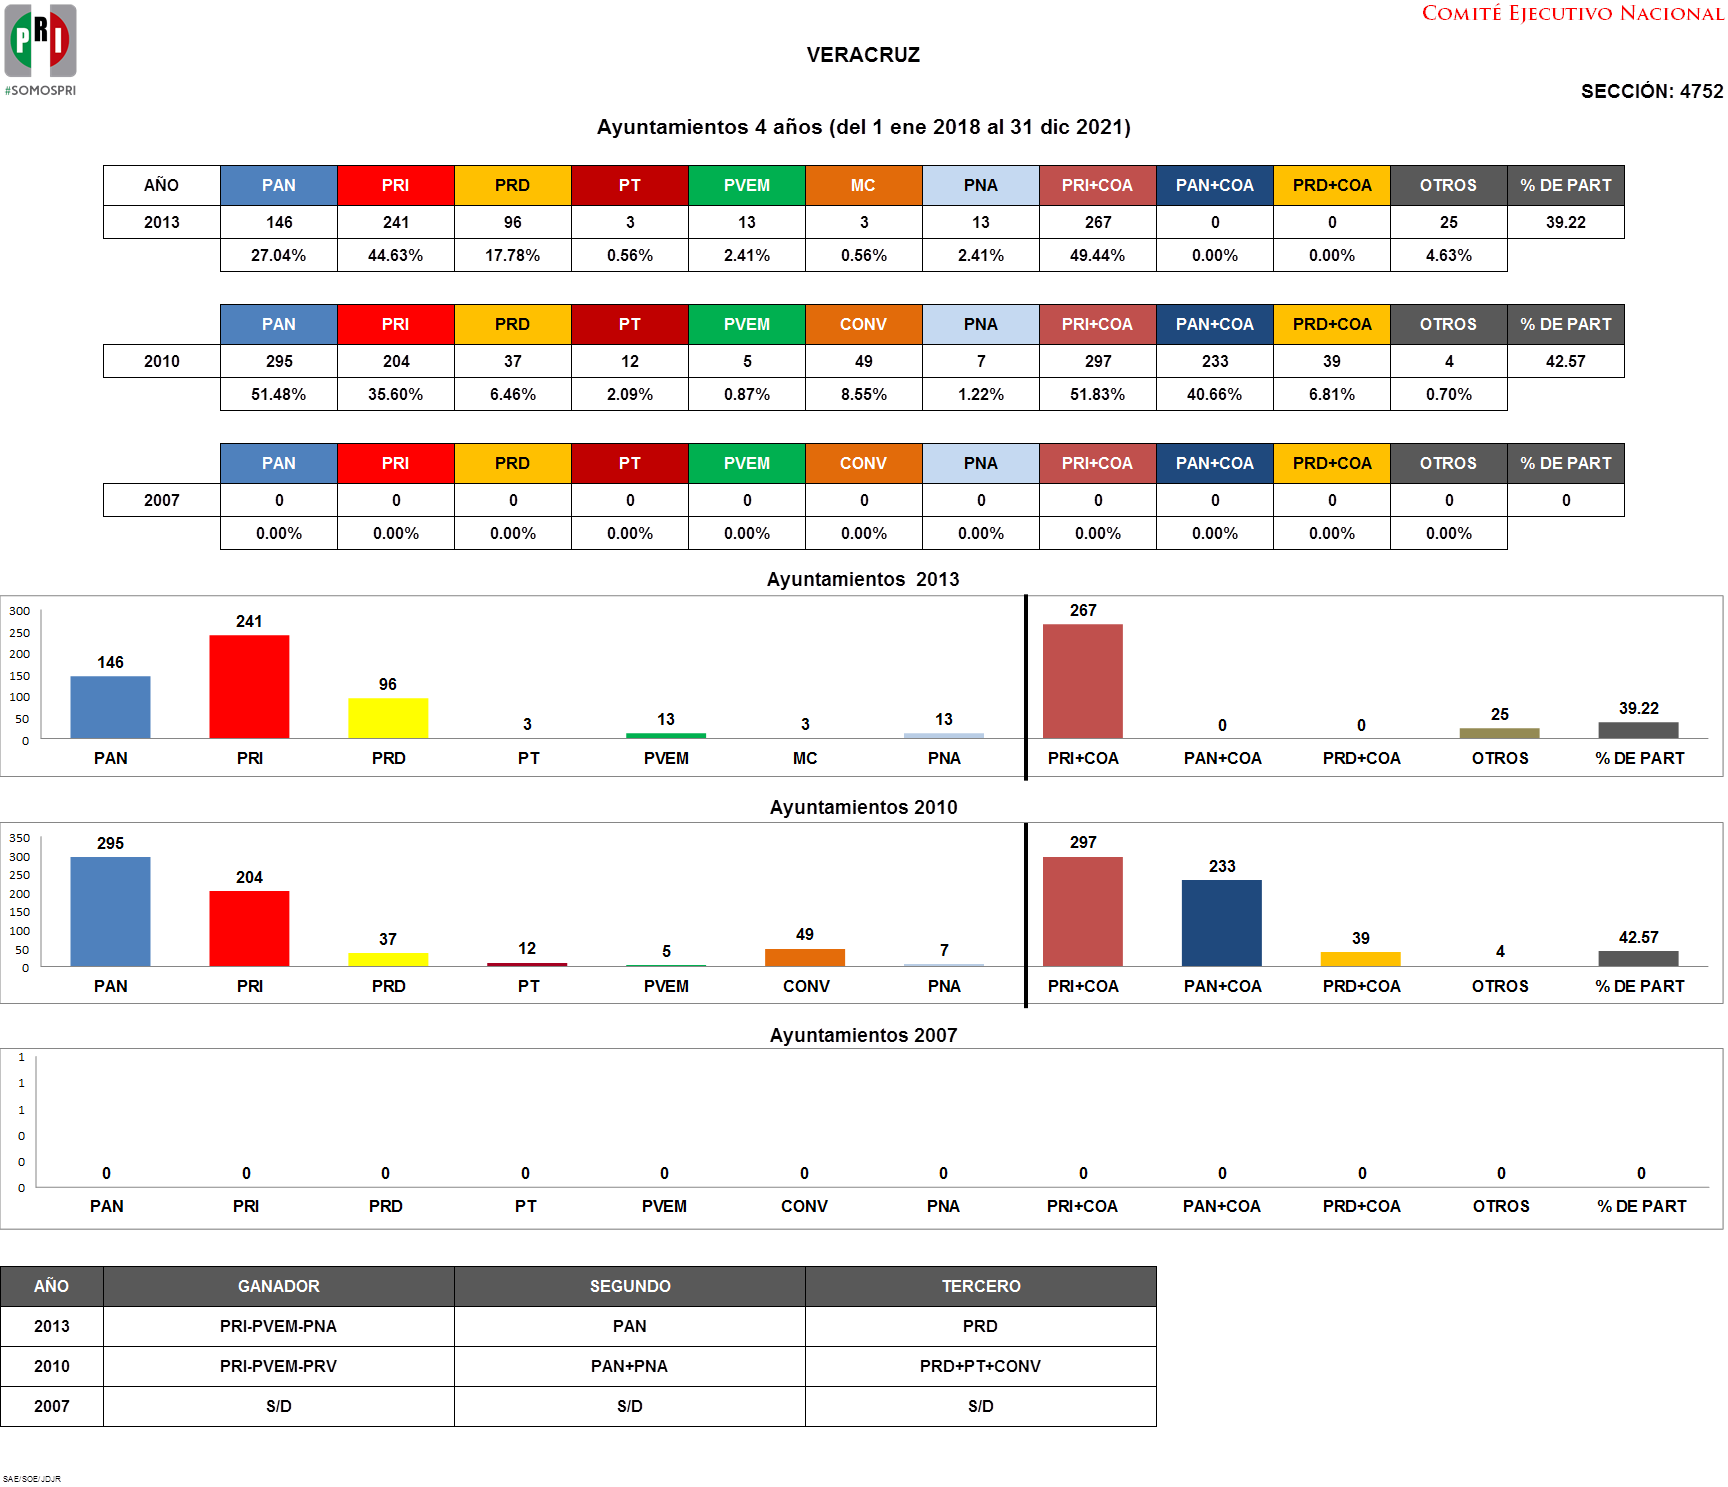 PRI
#SOMOSPRI
COMITÉ EJECUTIVO NACIONAL
VERACRUZ
SECCIÓN: 4752
Ayuntamientos 4 años (del 1 ene 2018 al 31 dic 2021)
AÑO PAN PRI PRD PT PVEM MC PNA PRI+COA PAN+COA PRD+COA OTROS % DE PART
2013 146 241 96 3 13 3 13 267 0 0 25 39.22
27.04% 44.63% 17.78% 0.56% 2.41% 0.56% 2.41% 49.44% 0.00% 0.00% 4.63%
PAN PRI PRD PT PVEM CONV PNA PRI+COA PAN+COA PRD+COA OTROS % DE PART
2010 295 204 37 12 5 49 7 297 233 39 4 42.57
51.48% 35.60% 6.46% 2.09% 0.87% 8.55% 1.22% 51.83% 40.66% 6.81% 0.70%
PAN PRI PRD PT PVEM CONV PNA PRI+COA PAN+COA PRD+COA OTROS % DE PART
2007 0 0 0 0 0 0 0 0 0 0 0 0
0.00% 0.00% 0.00% 0.00% 0.00% 0.00% 0.00% 0.00% 0.00% 0.00% 0.00%
Ayuntamientos 2013
300
250
200
150
100
50
0
146 241 96 3 13 3 13 267 0 0 25 39.22
PAN PRI PRD PT PVEM MC PNA PRI+COA PAN+COA PRD+COA OTROS % DE PART
Ayuntamientos 2010
350
300
250
200
150
100
50
0
295 204 37 12 5 49 7 297 233 39 4 42.57
PAN PRI PRD PT PVEM CONV PNA PRI+COA PAN+COA PRD+COA OTROS % DE PART
Ayuntamientos 2007
1
1
1
0
0
0
0 0 0 0 0 0 0 0 0 0 0 0
PAN PRI PRD PT PVEM CONV PNA PRI+COA PAN+COA PRD+COA OTROS % DE PART
AÑO GANADOR SEGUNDO TERCERO
2013 PRI-PVEM-PNA PAN PRD
2010 PRI-PVEM-PRV PAN+PNA PRD+PT+CONV
2007 S/D S/D S/D
SAE/SOE/JDJR